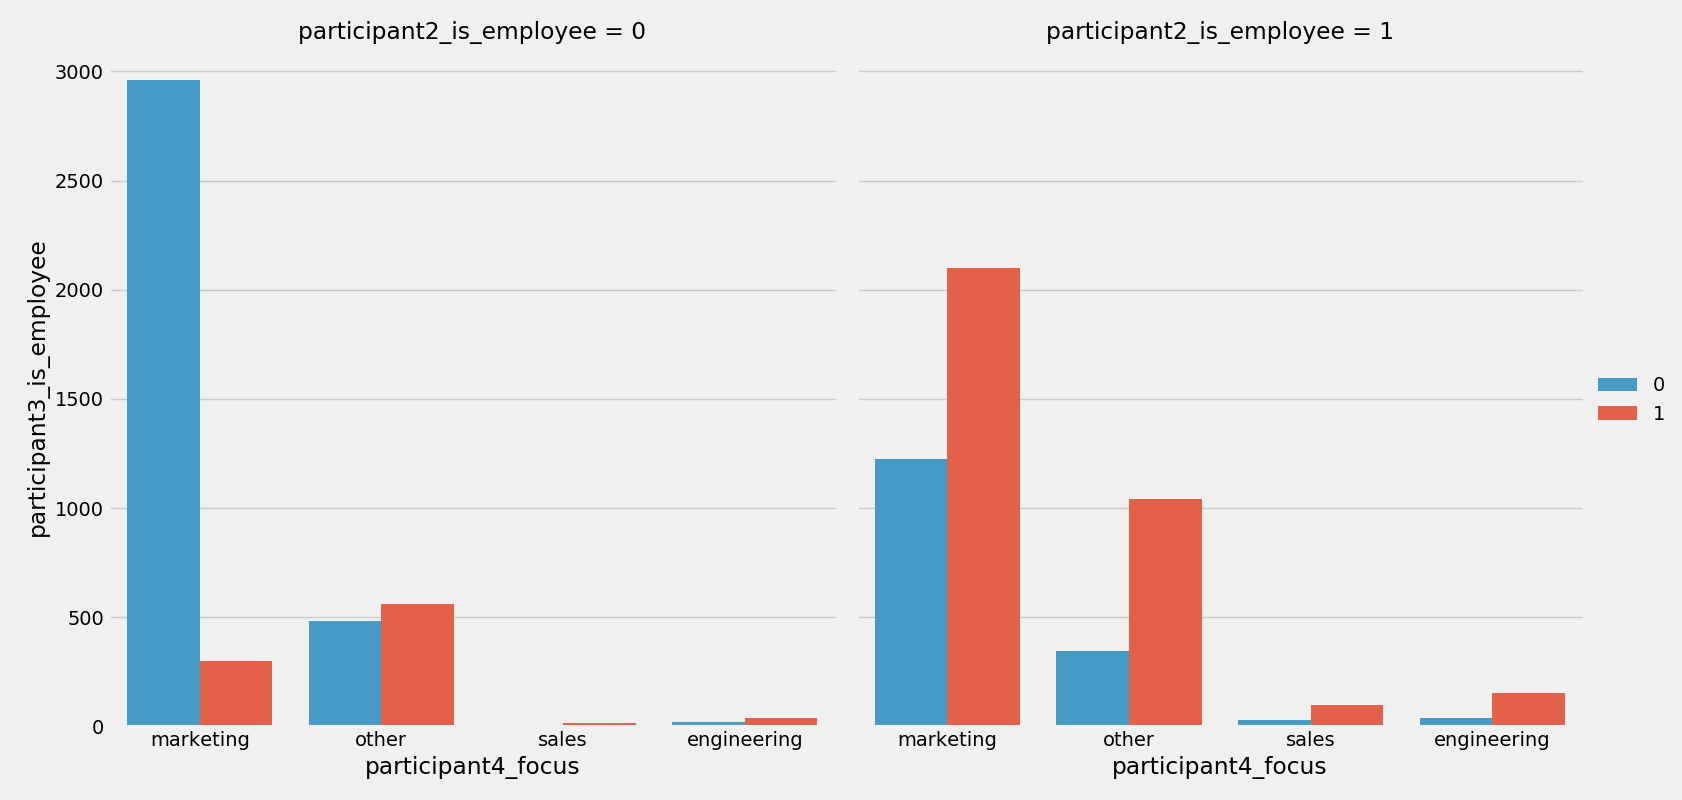 participant2_is_employee = 0
participant2_is_employee = 1
participant3_is_employee
3000
2500
2000
1500
1000
500
0
marketing other sales engineering
marketing other sales engineering
participant4_focus
participant4_focus
0
1